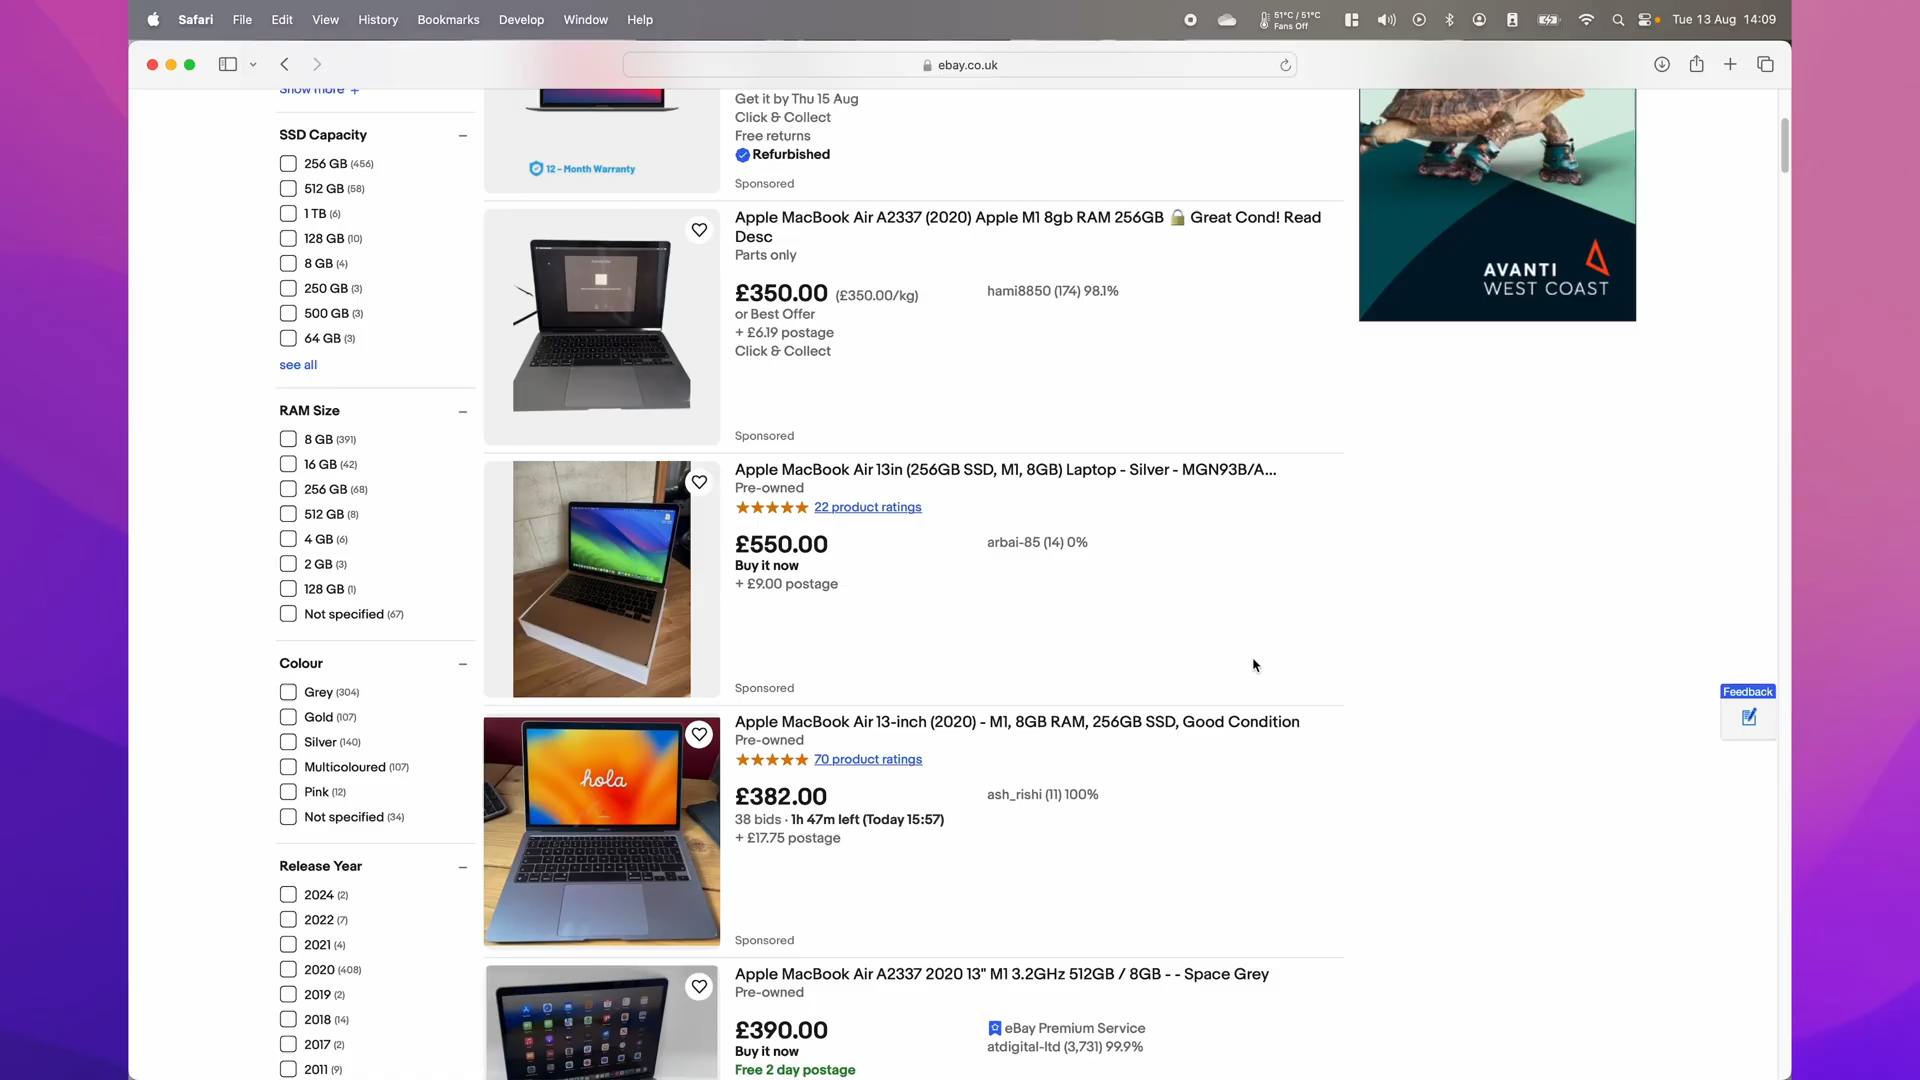 Safari File Edit View History Bookmarks Develop Window Help
51°C / 51°C
Fans Off
Tue 13 Aug 14:09
ebay.co.uk
Show more
SSD Capacity
256 GB (456)
512 GB (58)
1 TB (6)
128 GB (10)
8 GB (4)
250 GB (3)
500 GB (3)
64 GB (3)
see all
RAM Size
8 GB (391)
16 GB (42)
256 GB (68)
512 GB (8)
4 GB (6)
2 GB (3)
128 GB (1)
Not specified (67)
Colour
Grey (304)
Gold (107)
Silver (140)
Multicoloured (107)
Pink (12)
Not specified (34)
Release Year
2024 (2)
2022 (7)
2021 (4)
2020 (408)
2019 (2)
2018 (14)
2017 (2)
2011 (9)
12 - Month Warranty
Get it by Thu 15 Aug
Click & Collect
Free returns
Refurbished
Sponsored
Apple MacBook Air A2337 (2020) Apple M1 8gb RAM 256GB 🔒 Great Cond! Read
Desc
Parts only
£350.00 (£350.00/kg)
hami8850 (174) 98.1%
or Best Offer
+ £6.19 postage
Click & Collect
Sponsored
Apple MacBook Air 13in (256GB SSD, M1, 8GB) Laptop - Silver - MGN93B/A...
Pre-owned
22 product ratings
£550.00
arbai-85 (14) 0%
Buy it now
+ £9.00 postage
Sponsored
hola
Apple MacBook Air 13-inch (2020) - M1, 8GB RAM, 256GB SSD, Good Condition
Pre-owned
70 product ratings
£382.00
ash_rishi (11) 100%
38 bids · 1h 47m left (Today 15:57)
+ £17.75 postage
Sponsored
Apple MacBook Air A2337 2020 13" M1 3.2GHz 512GB / 8GB - - Space Grey
Pre-owned
£390.00
eBay Premium Service
Buy it now
atdigital-ltd (3,731) 99.9%
Free 2 day postage
AVANTI
WEST COAST
Feedback